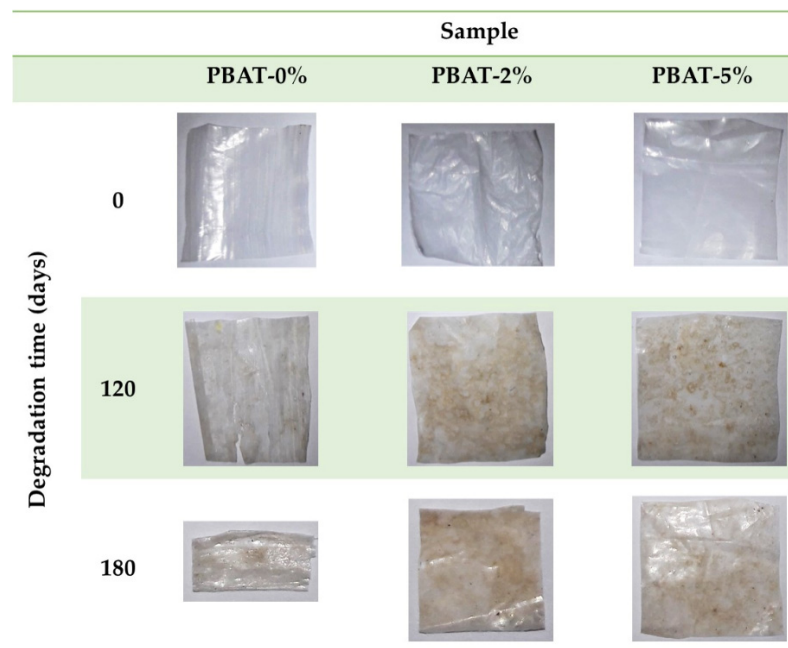 Sample
PBAT-0% PBAT-2% PBAT-5%
Degradation time (days)
0
120
180